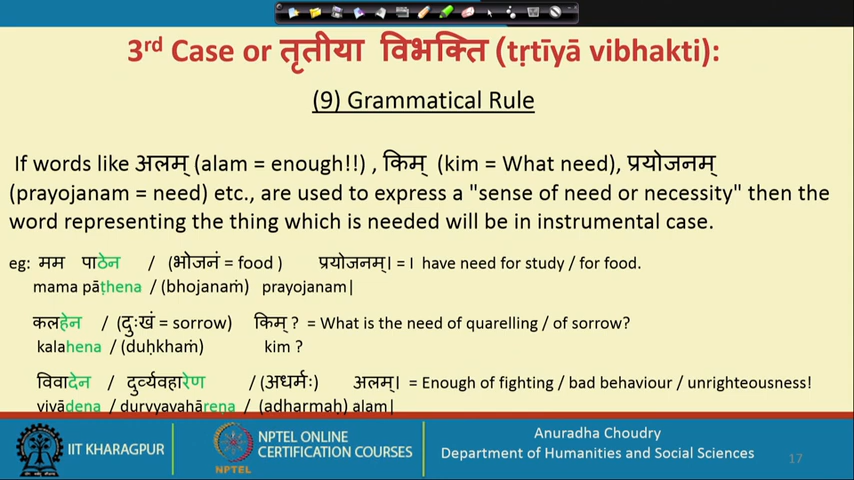 3rd Case or तृतीया विभक्ति (tṛtīyā vibhakti):
(9) Grammatical Rule
If words like अलम् (alam = enough!!) , किम् (kim = What need), प्रयोजनम्
(prayojanam = need) etc., are used to express a "sense of need or necessity" then the
word representing the thing which is needed will be in instrumental case.
eg: मम पाठेन / (भोजनं = food ) प्रयोजनम्। = I have need for study / for food.
mama pāṭhena / (bhojanaṁ) prayojanam|
कलहेन / (दुःखं = sorrow) किम् ? = What is the need of quarelling / of sorrow?
kalahena / (duḥkhaṁ) kim ?
विवादेन / दुर्व्यवहारेण / (अधर्मः) अलम्। = Enough of fighting / bad behaviour / unrighteousness!
vivādena / durvyavahāreṇa / (adharmaḥ) alam|
IIT KHARAGPUR
NPTEL
NPTEL ONLINE
CERTIFICATION COURSES
Anuradha Choudry
Department of Humanities and Social Sciences
17